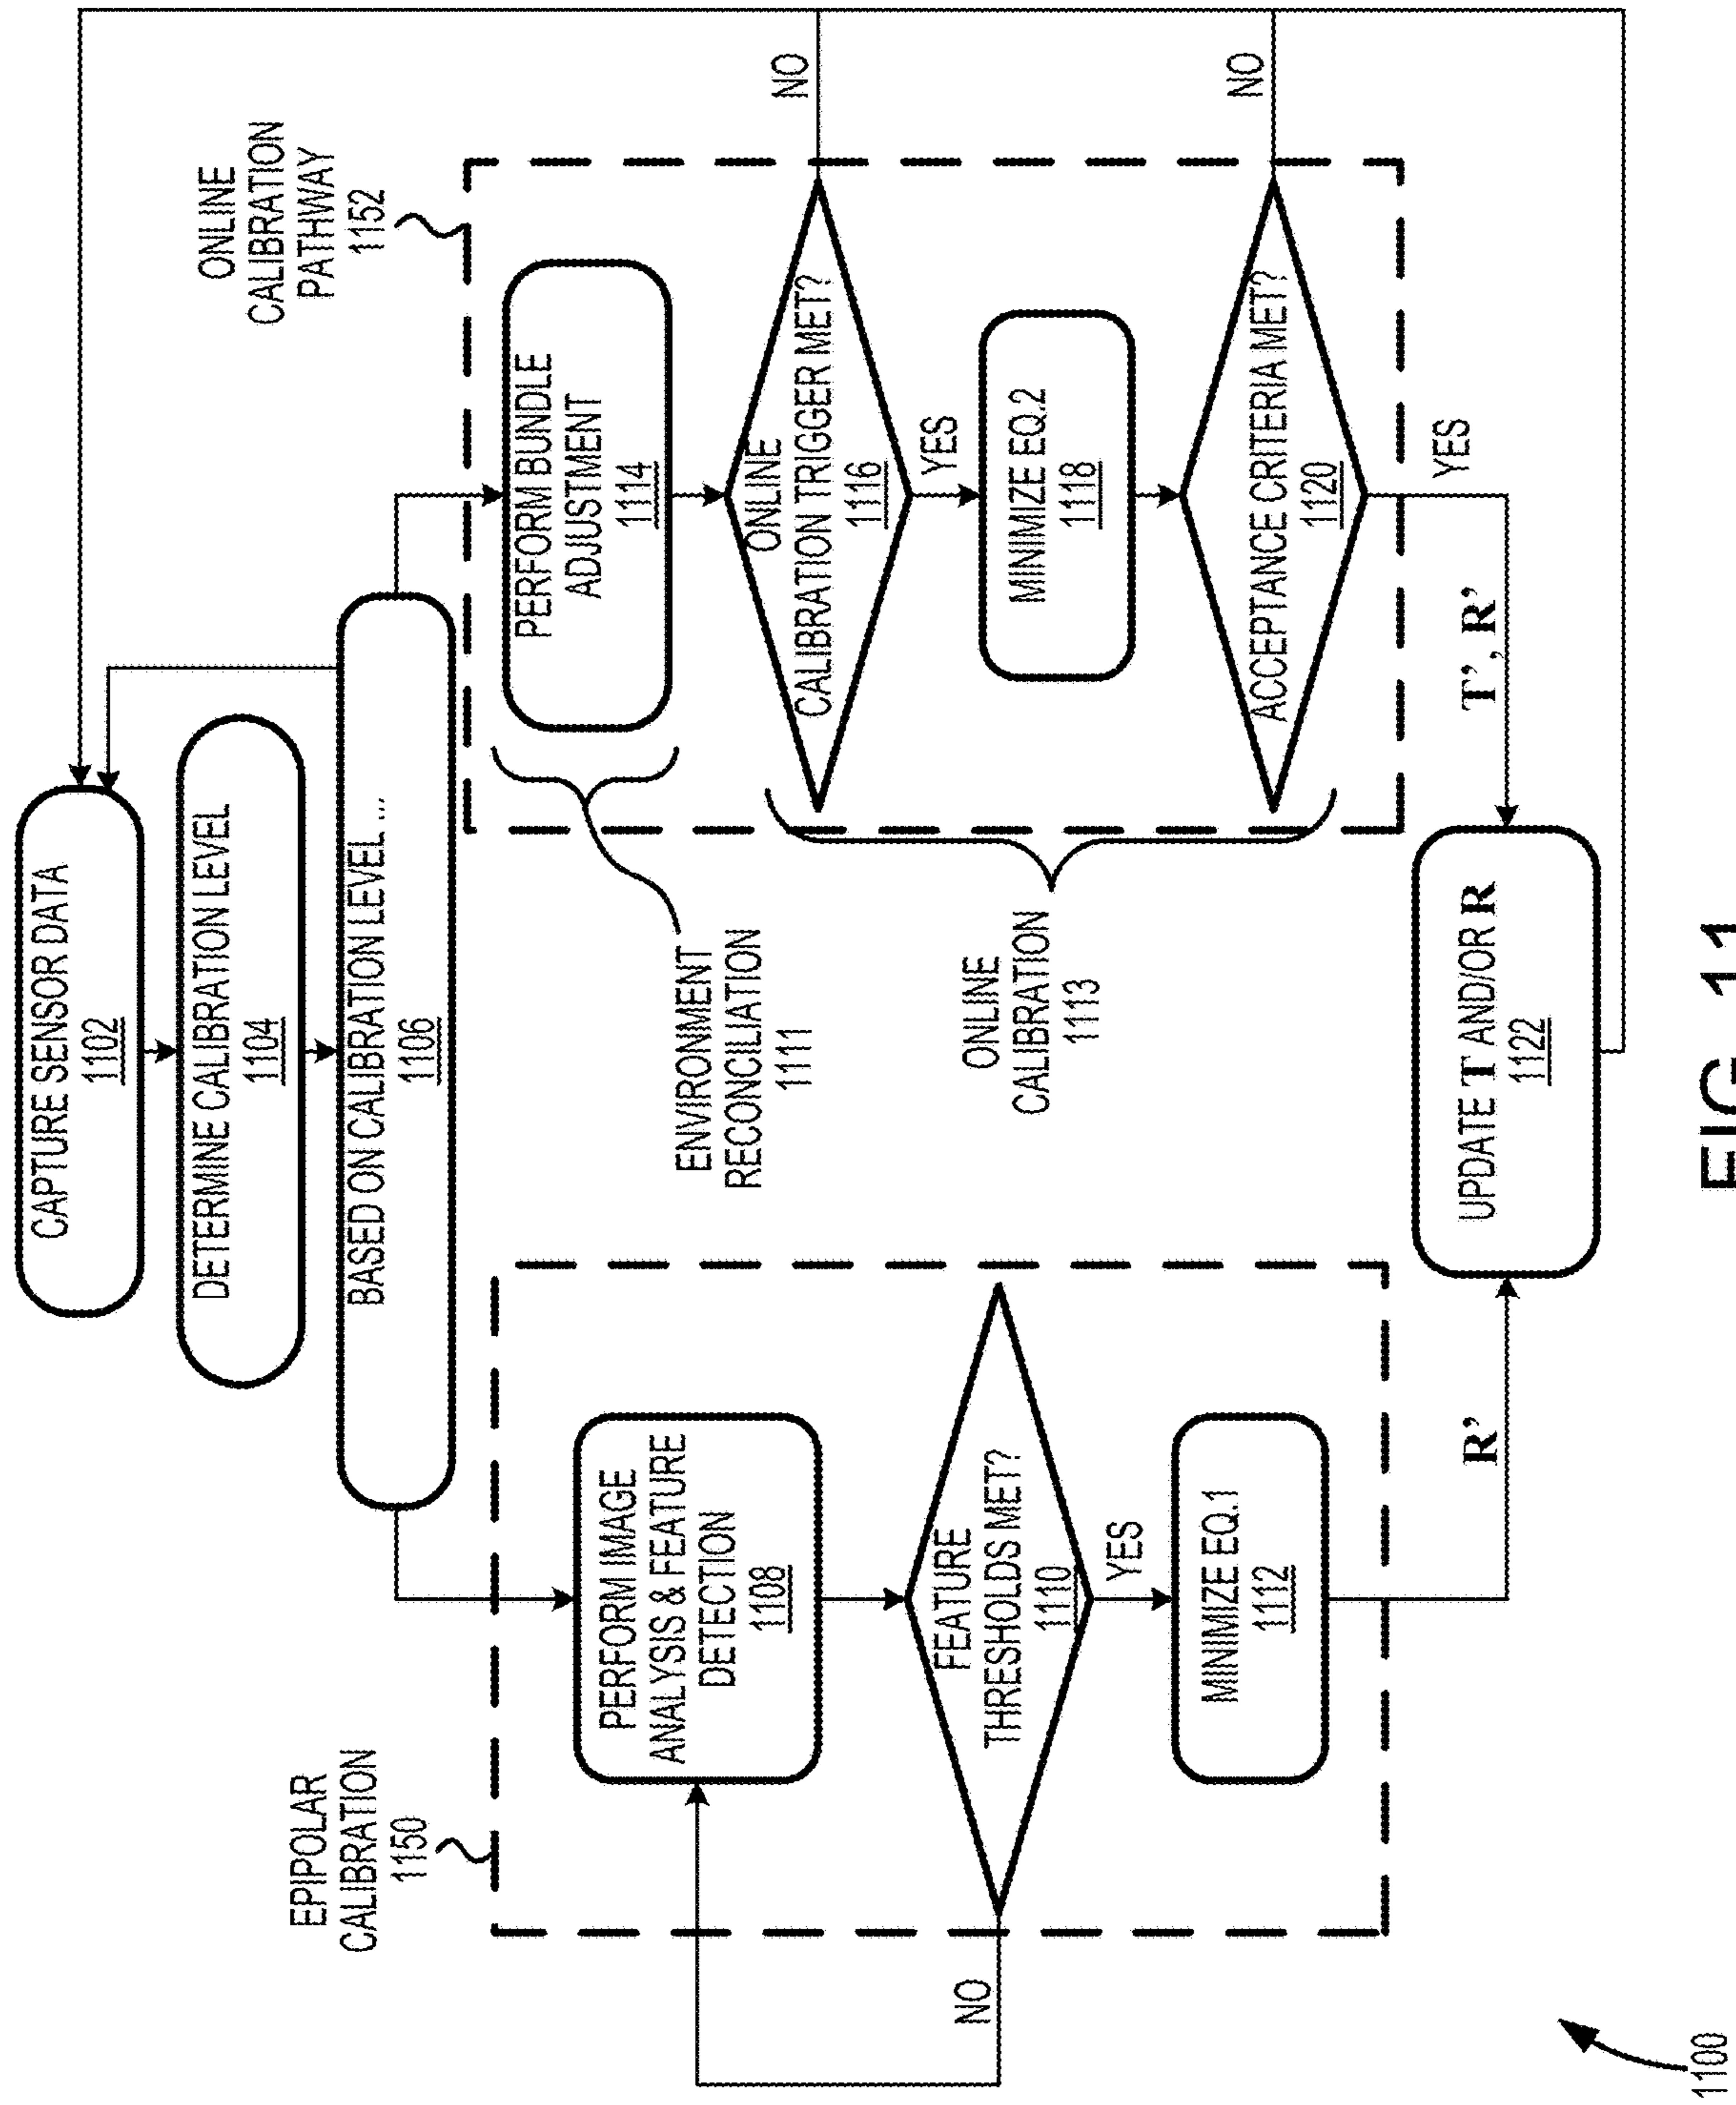 CAPTURE SENSOR DATA
1102
DETERMINE CALIBRATION LEVEL
1104
BASED ON CALIBRATION LEVEL...
1106
EPIPOLAR
CALIBRATION
1150
PERFORM IMAGE
ANALYSIS & FEATURE
DETECTION
1108
FEATURE
THRESHOLDS MET?
1110
NO
YES
MINIMIZE EQ.1
1112
R'
ONLINE
CALIBRATION
PATHWAY
1152
ENVIRONMENT
RECONCILIATION
1111
PERFORM BUNDLE
ADJUSTMENT
1114
ONLINE
CALIBRATION
1113
ONLINE
CALIBRATION TRIGGER MET?
1116
NO
YES
MINIMIZE EQ.2
1118
ACCEPTANCE CRITERIA MET?
1120
NO
YES
T', R'
UPDATE T AND/OR R
1122
1100
FIG 11